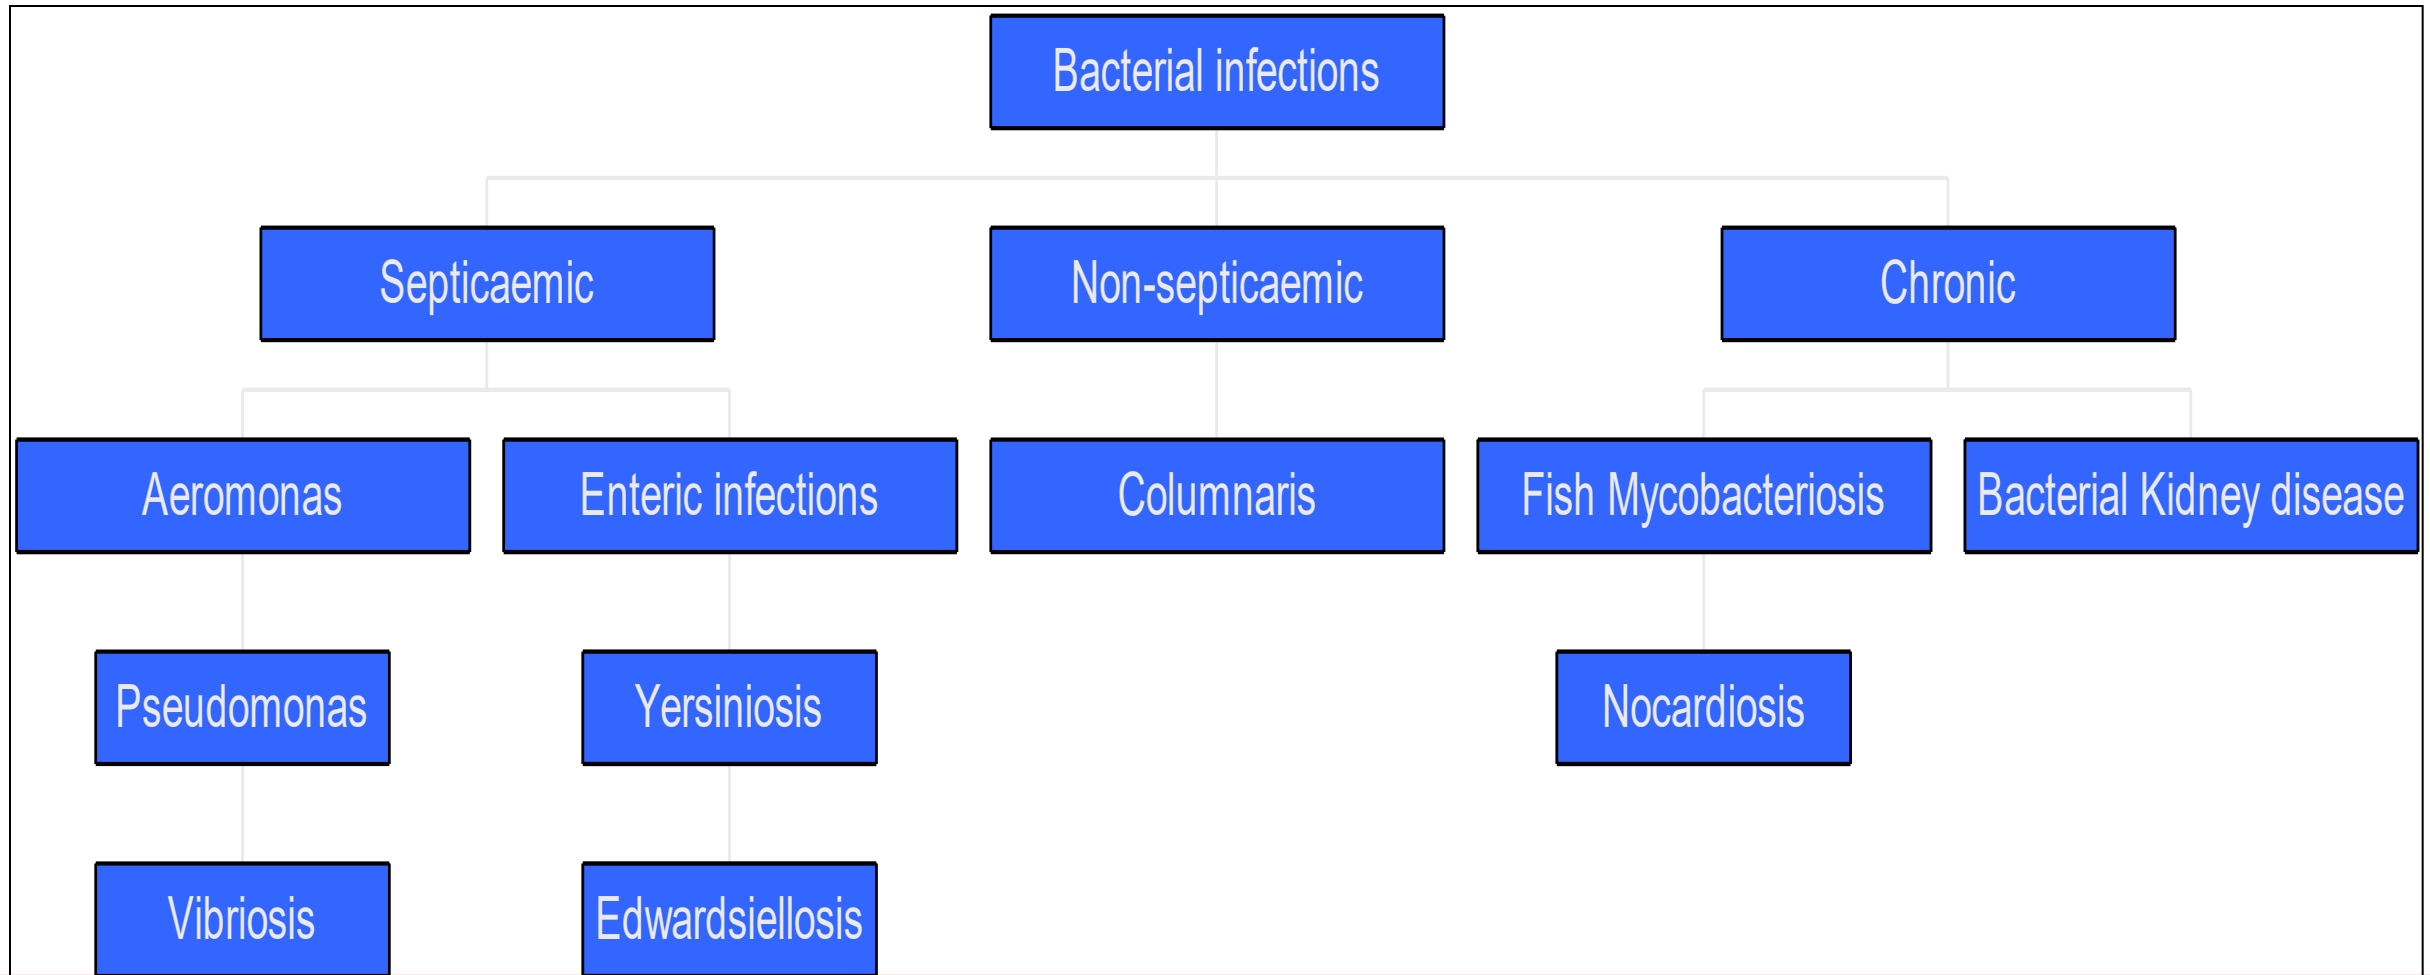 Bacterial infections
Septicaemic
Non-septicaemic
Chronic
Aeromonas
Enteric infections
Columnaris
Fish Mycobacteriosis
Bacterial Kidney disease
Pseudomonas
Yersiniosis
Nocardiosis
Vibriosis
Edwardsiellosis